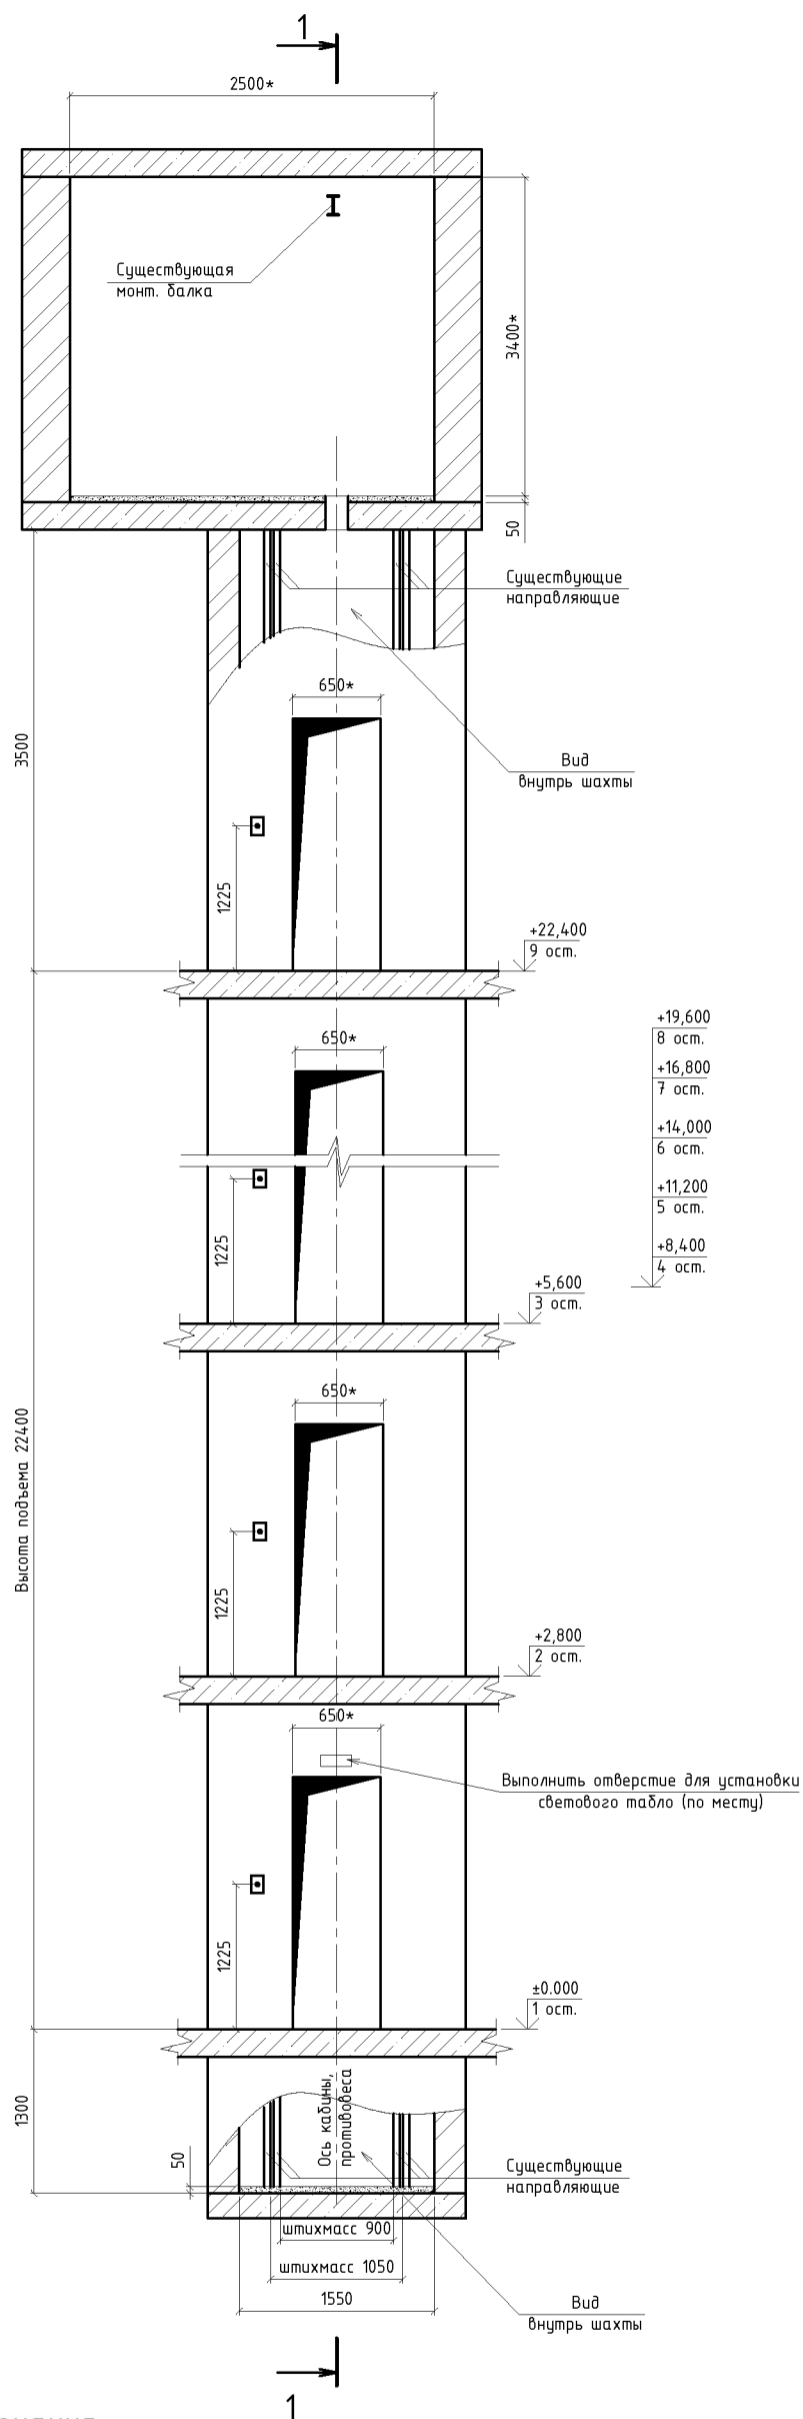 1
2500*
Существующая
монт. балка
3400*
50
Существующие
направляющие
650*
3500
Вид
внутрь шахты
1225
+22,400
9 ост.
+19,600
8 ост.
650*
+16,800
7 ост.
+14,000
6 ост.
+11,200
5 ост.
1225
+8,400
4 ост.
+5,600
3 ост.
650*
Высота подъема 22400
1225
+2,800
2 ост.
650*
Выполнить отверстие для установки
светового табло (по месту)
1225
±0.000
1 ост.
1300
Ось кабины,
противовеса
50
Существующие
направляющие
штихмасс 900
штихмасс 1050
1550
Вид
внутрь шахты
1